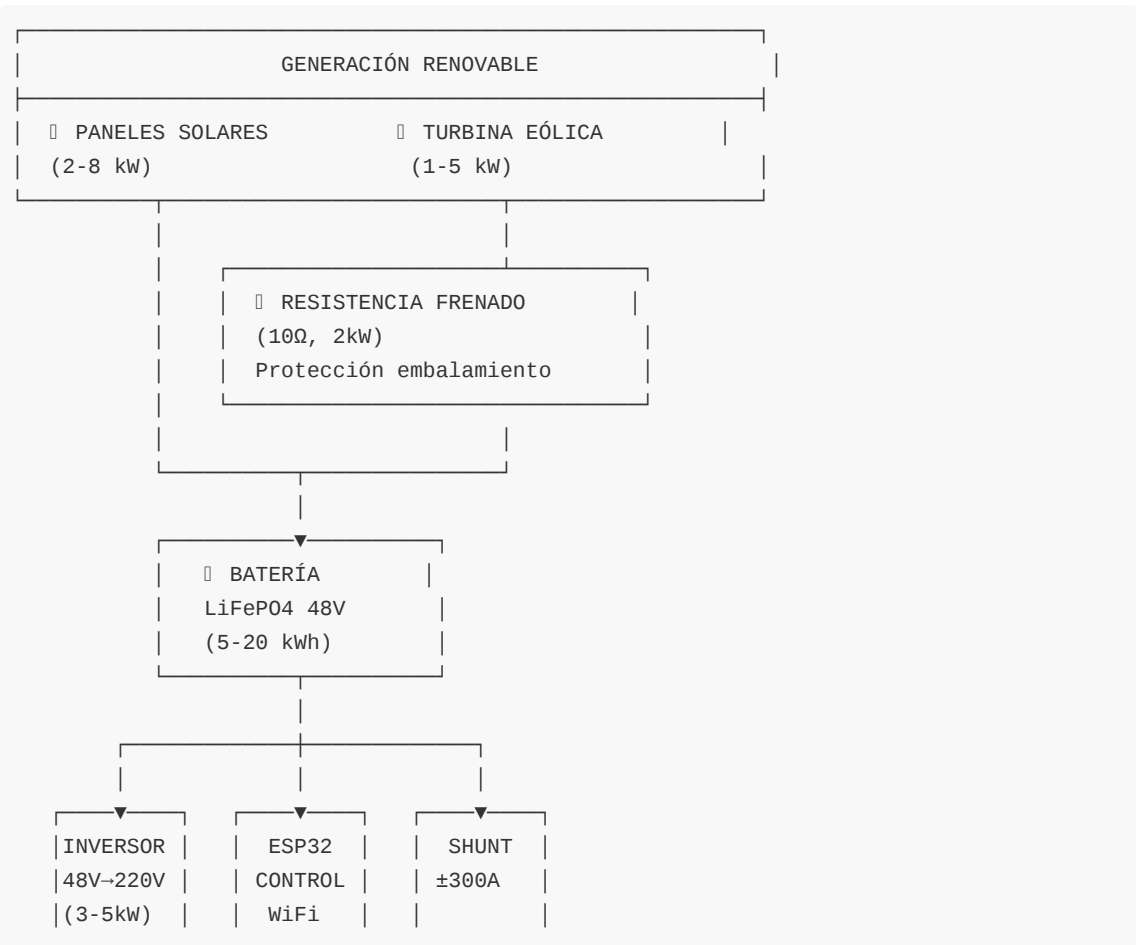 GENERACIÓN RENOVABLE
PANELES SOLARES TURBINA EÓLICA
(2-8 kW) (1-5 kW)
RESISTENCIA FRENADO
(10Ω, 2kW)
Protección embalamiento
BATERÍA
LiFePO4 48V
(5-20 kWh)
INVERSOR ESP32 SHUNT
48V→220V CONTROL ±300A
(3-5kW) WiFi